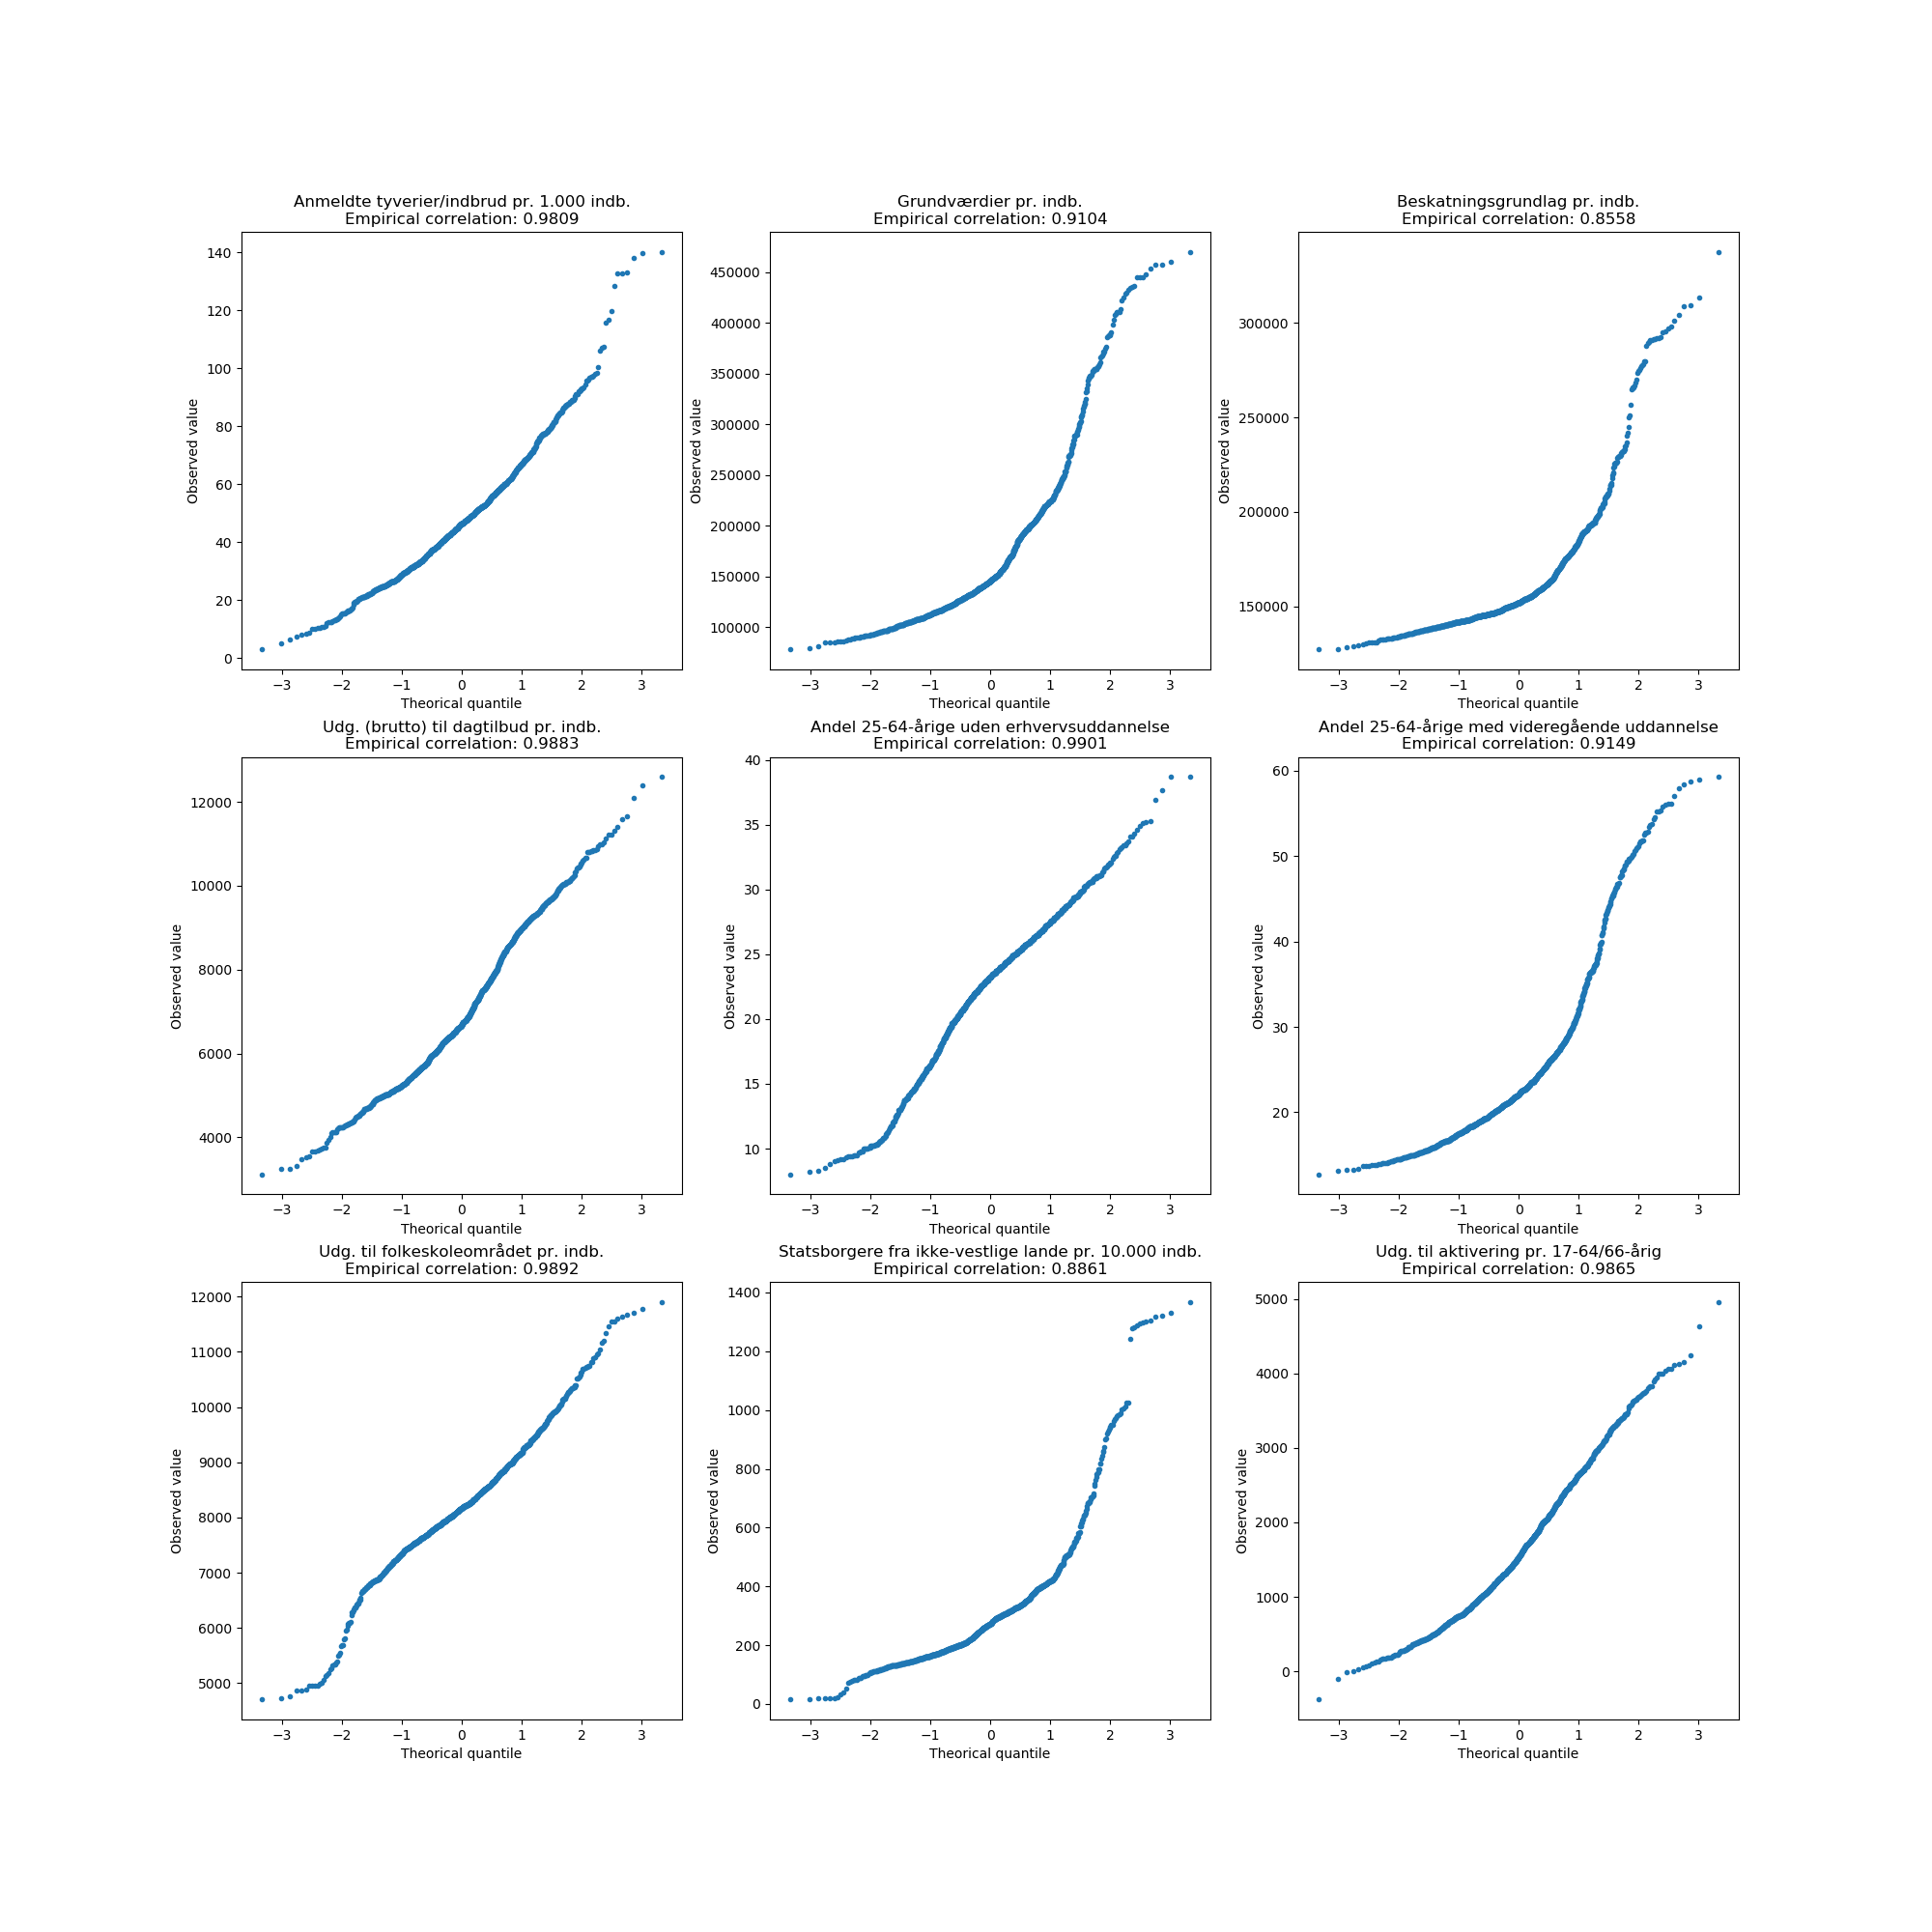 Anmeldte tyverier/indbrud pr. 1.000 indb.
Empirical correlation: 0.9809
140
120
100
80
60
40
20
0
Observed value
−3 −2 −1 0 1 2 3
Theorical quantile
Grundværdier pr. indb.
Empirical correlation: 0.9104
450000
400000
350000
300000
250000
200000
150000
100000
Observed value
−3 −2 −1 0 1 2 3
Theorical quantile
Beskatningsgrundlag pr. indb.
Empirical correlation: 0.8558
300000
250000
200000
150000
Observed value
−3 −2 −1 0 1 2 3
Theorical quantile
Udg. (brutto) til dagtilbud pr. indb.
Empirical correlation: 0.9883
12000
10000
8000
6000
4000
Observed value
−3 −2 −1 0 1 2 3
Theorical quantile
Andel 25-64-årige uden erhvervsuddannelse
Empirical correlation: 0.9901
40
35
30
25
20
15
10
Observed value
−3 −2 −1 0 1 2 3
Theorical quantile
Andel 25-64-årige med videregående uddannelse
Empirical correlation: 0.9149
60
50
40
30
20
Observed value
−3 −2 −1 0 1 2 3
Theorical quantile
Udg. til folkeskoleområdet pr. indb.
Empirical correlation: 0.9892
12000
11000
10000
9000
8000
7000
6000
5000
Observed value
−3 −2 −1 0 1 2 3
Theorical quantile
Statsborgere fra ikke-vestlige lande pr. 10.000 indb.
Empirical correlation: 0.8861
1400
1200
1000
800
600
400
200
0
Observed value
−3 −2 −1 0 1 2 3
Theorical quantile
Udg. til aktivering pr. 17-64/66-årig
Empirical correlation: 0.9865
5000
4000
3000
2000
1000
0
Observed value
−3 −2 −1 0 1 2 3
Theorical quantile